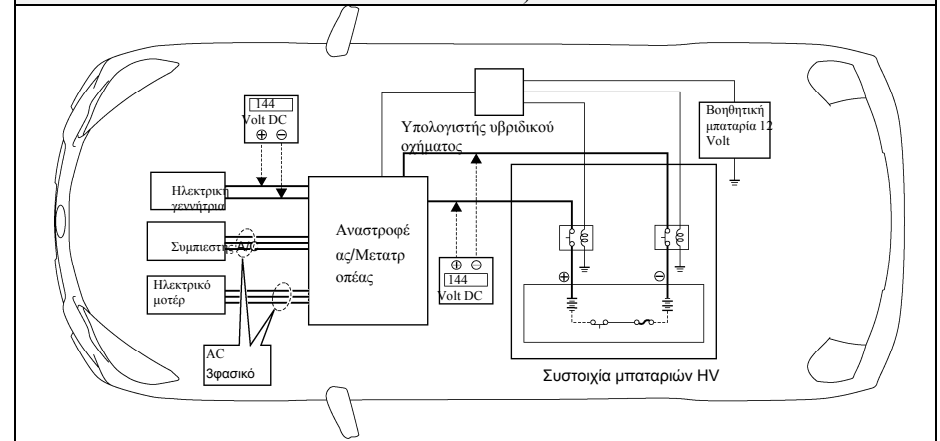 144
Volt DC
Υπολογιστής υβριδικού
οχήματος
Βοηθητική
μπαταρία 12
Volt
Ηλεκτρική
γεννήτρια
Συμπιεστής A/C
Ηλεκτρικό
μοτέρ
Αναστροφέ
ας/Μετατρ
οπέας
144
Volt DC
AC
3φασικό
Συστοιχία μπαταριών HV